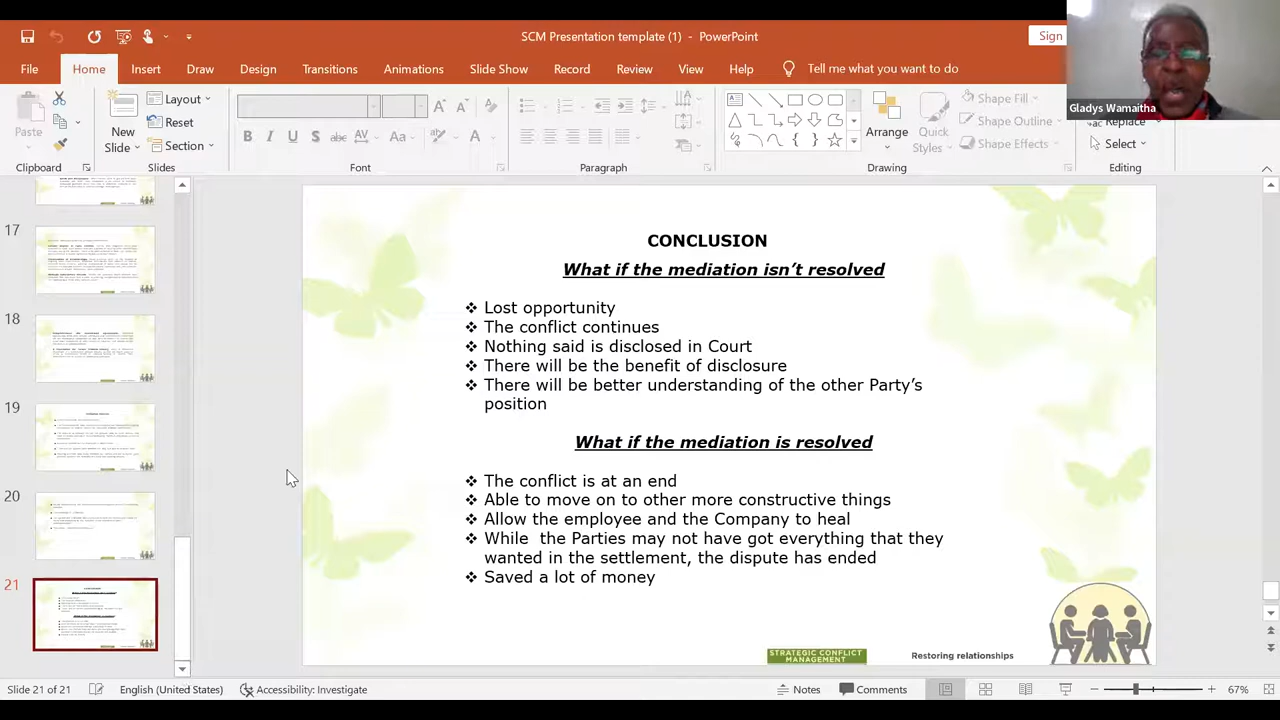 SCM Presentation template (1) - PowerPoint
Sign
File Home Insert Draw Design Transitions Animations Slide Show Record Review View Help Tell me what you want to do
Gladys Wamaitha
Paste
New
Slide
Layout
Reset
Section
B I U S ab AV Aa
A A A
A
Arrange
Quick
Styles
Shape Fill
Shape Outline
Shape Effects
Replace
Select
Clipboard Slides Font Paragraph Drawing Editing
17
18
19
20
21
CONCLUSION
What if the mediation isn’t resolved
❖ Lost opportunity
❖ The conflict continues
❖ Nothing said is disclosed in Court
❖ There will be the benefit of disclosure
❖ There will be better understanding of the other Party’s
position
What if the mediation is resolved
❖ The conflict is at an end
❖ Able to move on to other more constructive things
❖ Allow the employee and the Company to heal
❖ While the Parties may not have got everything that they
wanted in the settlement, the dispute has ended
❖ Saved a lot of money
STRATEGIC CONFLICT
MANAGEMENT
Restoring relationships
Slide 21 of 21 English (United States) Accessibility: Investigate Notes Comments 67%